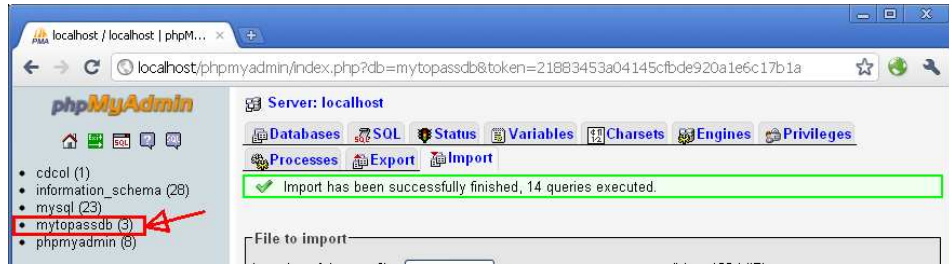 localhost / localhost | phpM...
localhost/phpmyadmin/index.php?db=mytopassdb&token=21883453a04145cfbde920a1e6c17b1a
phpMyAdmin
SQL
cdcol (1)
information_schema (28)
mysql (23)
mytopassdb (3)
phpmyadmin (8)
Server: localhost
Databases SQL Status Variables Charsets Engines Privileges
Processes Export Import
Import has been successfully finished, 14 queries executed.
File to import